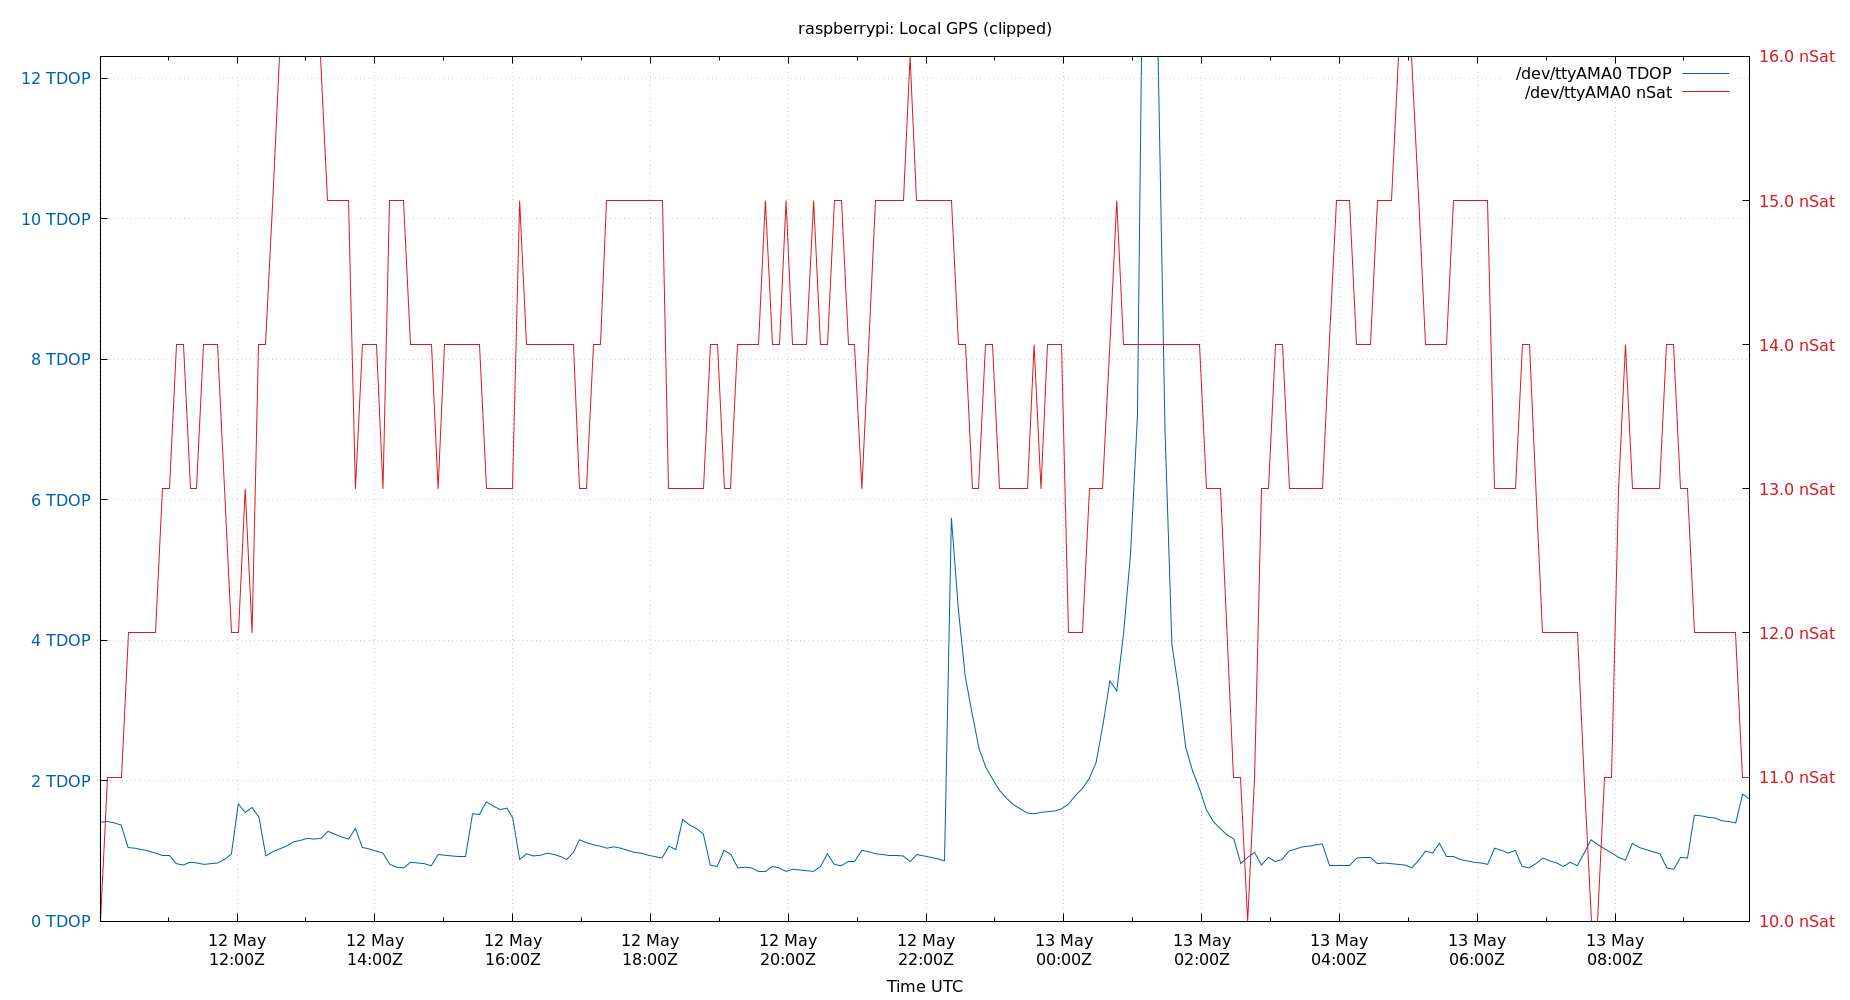 raspberrypi: Local GPS (clipped)
/dev/ttyAMA0 TDOP
/dev/ttyAMA0 nSat
12 TDOP
10 TDOP
8 TDOP
6 TDOP
4 TDOP
2 TDOP
0 TDOP
16.0 nSat
15.0 nSat
14.0 nSat
13.0 nSat
12.0 nSat
11.0 nSat
10.0 nSat
12 May
12:00Z
12 May
14:00Z
12 May
16:00Z
12 May
18:00Z
12 May
20:00Z
12 May
22:00Z
13 May
00:00Z
13 May
02:00Z
13 May
04:00Z
13 May
06:00Z
13 May
08:00Z
Time UTC